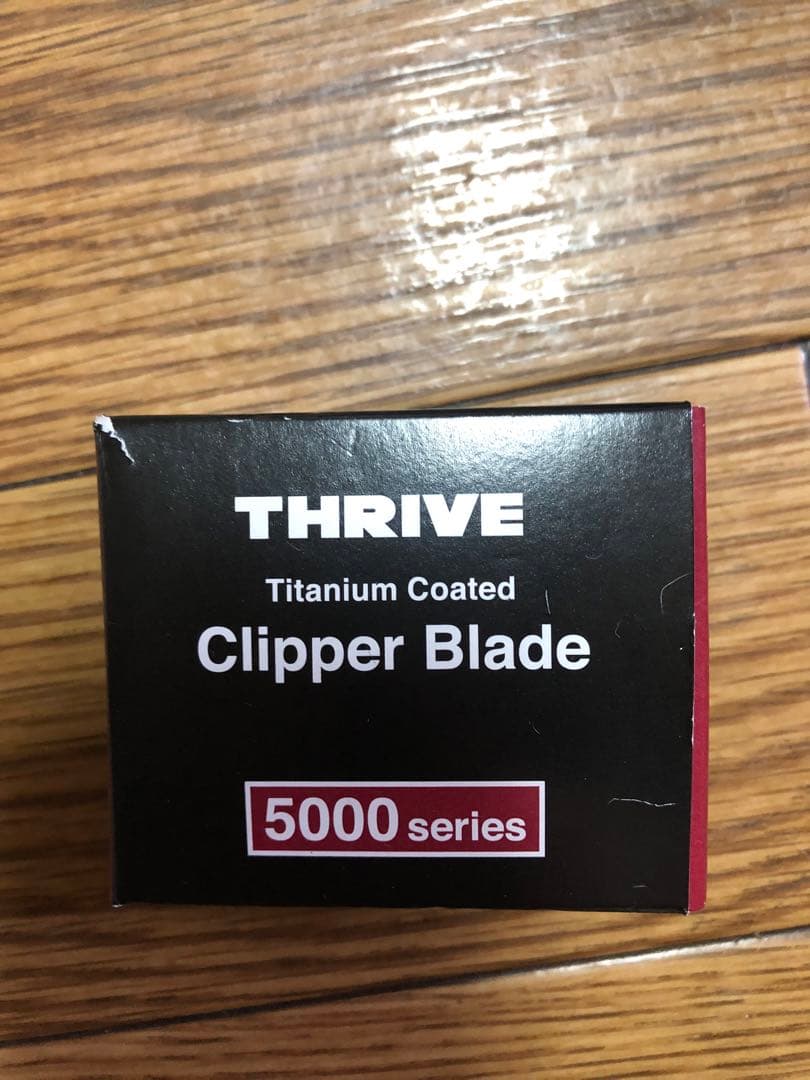 THRIVE
Titanium Coated
Clipper Blade
5000 series